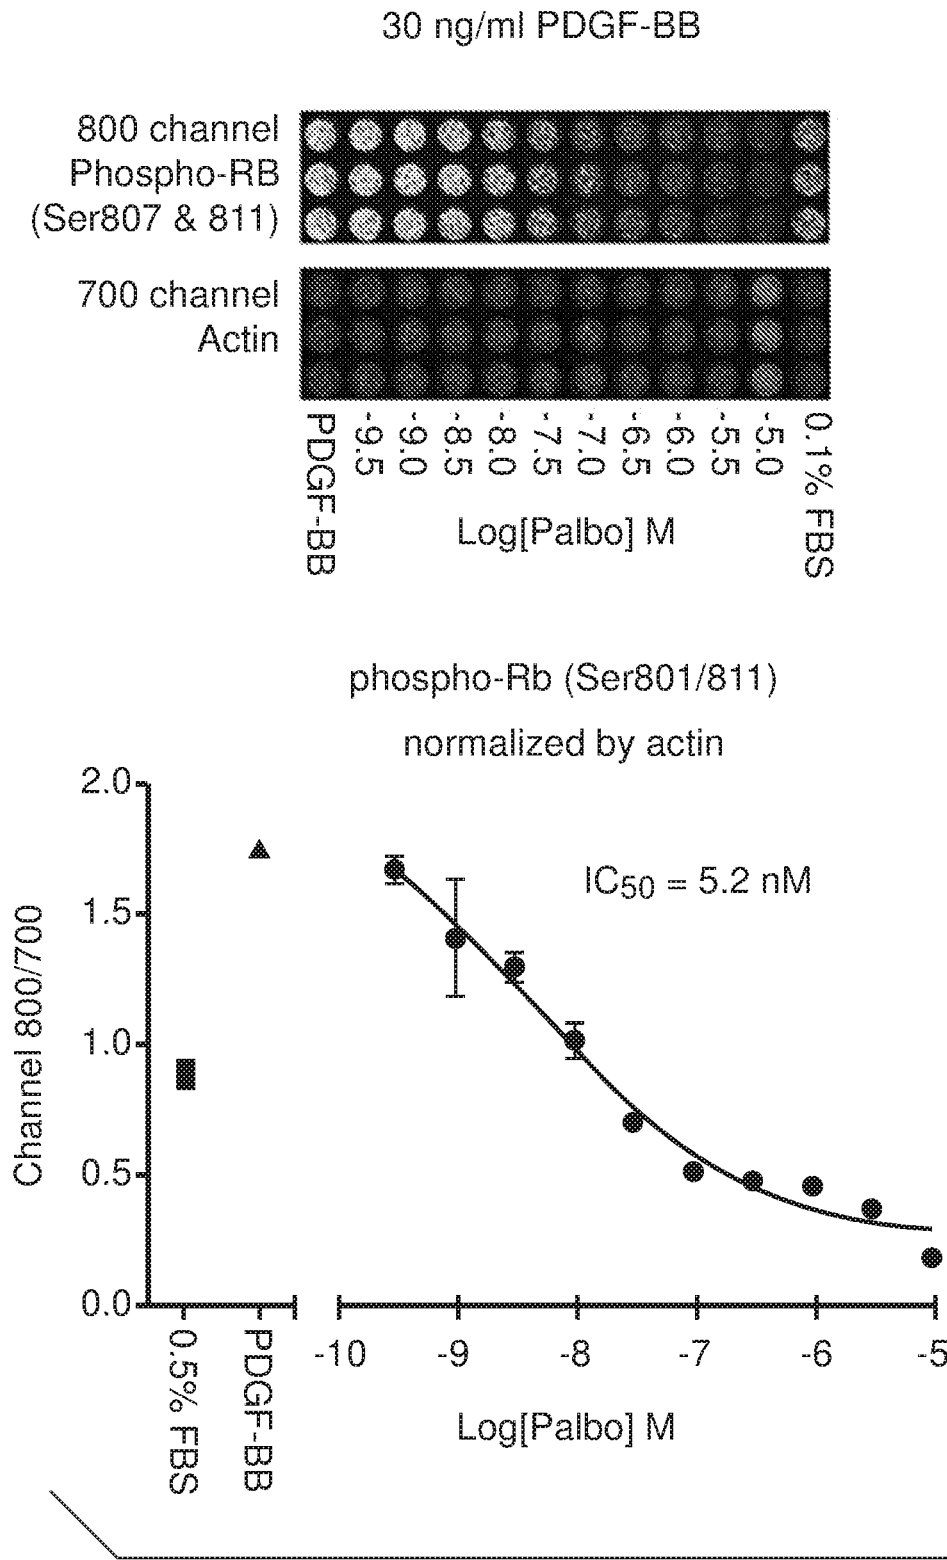 30 ng/ml PDGF-BB
800 channel
Phospho-RB
(Ser807 & 811)
700 channel
Actin
PDGF-BB
-9.5
-9.0
-8.5
-8.0
-7.5
-7.0
-6.5
-6.0
-5.5
-5.0
0.1% FBS
Log[Palbo] M
phospho-Rb (Ser801/811)
normalized by actin
IC50 = 5.2 nM
Channel 800/700
2.0
1.5
1.0
0.5
0.0
0.5% FBS
PDGF-BB
-10
-9
-8
-7
-6
-5
Log[Palbo] M